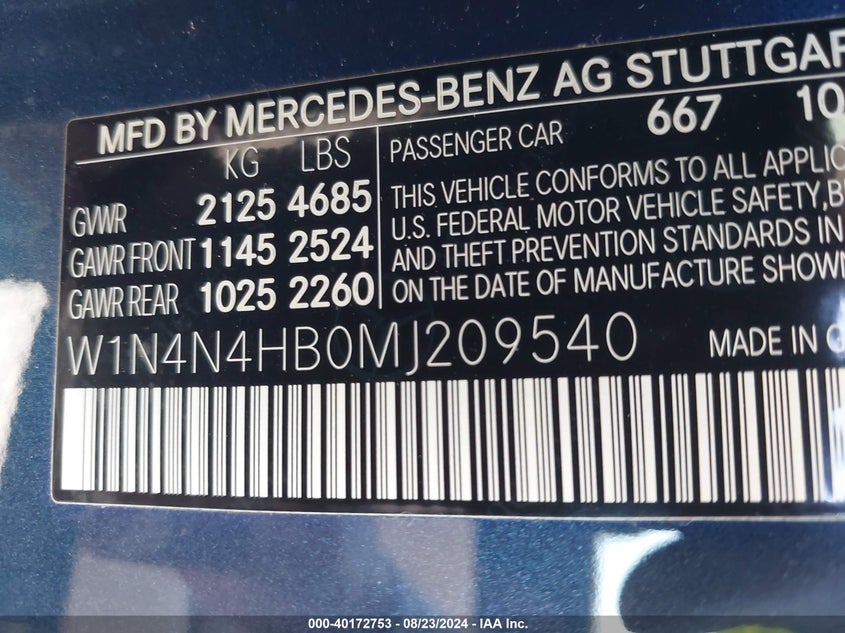 MFD BY MERCEDES-BENZ AG STUTTGAR
KG LBS
GVWR 2125 4685
GAWR FRONT 1145 2524
GAWR REAR 1025 2260
PASSENGER CAR 667 10
THIS VEHICLE CONFORMS TO ALL APPLIC
U.S. FEDERAL MOTOR VEHICLE SAFETY, B
AND THEFT PREVENTION STANDARDS IN
ON THE DATE OF MANUFACTURE SHOWN
W1N4N4HB0MJ209540 MADE IN G
000-40172753 - 08/23/2024 - IAA Inc.